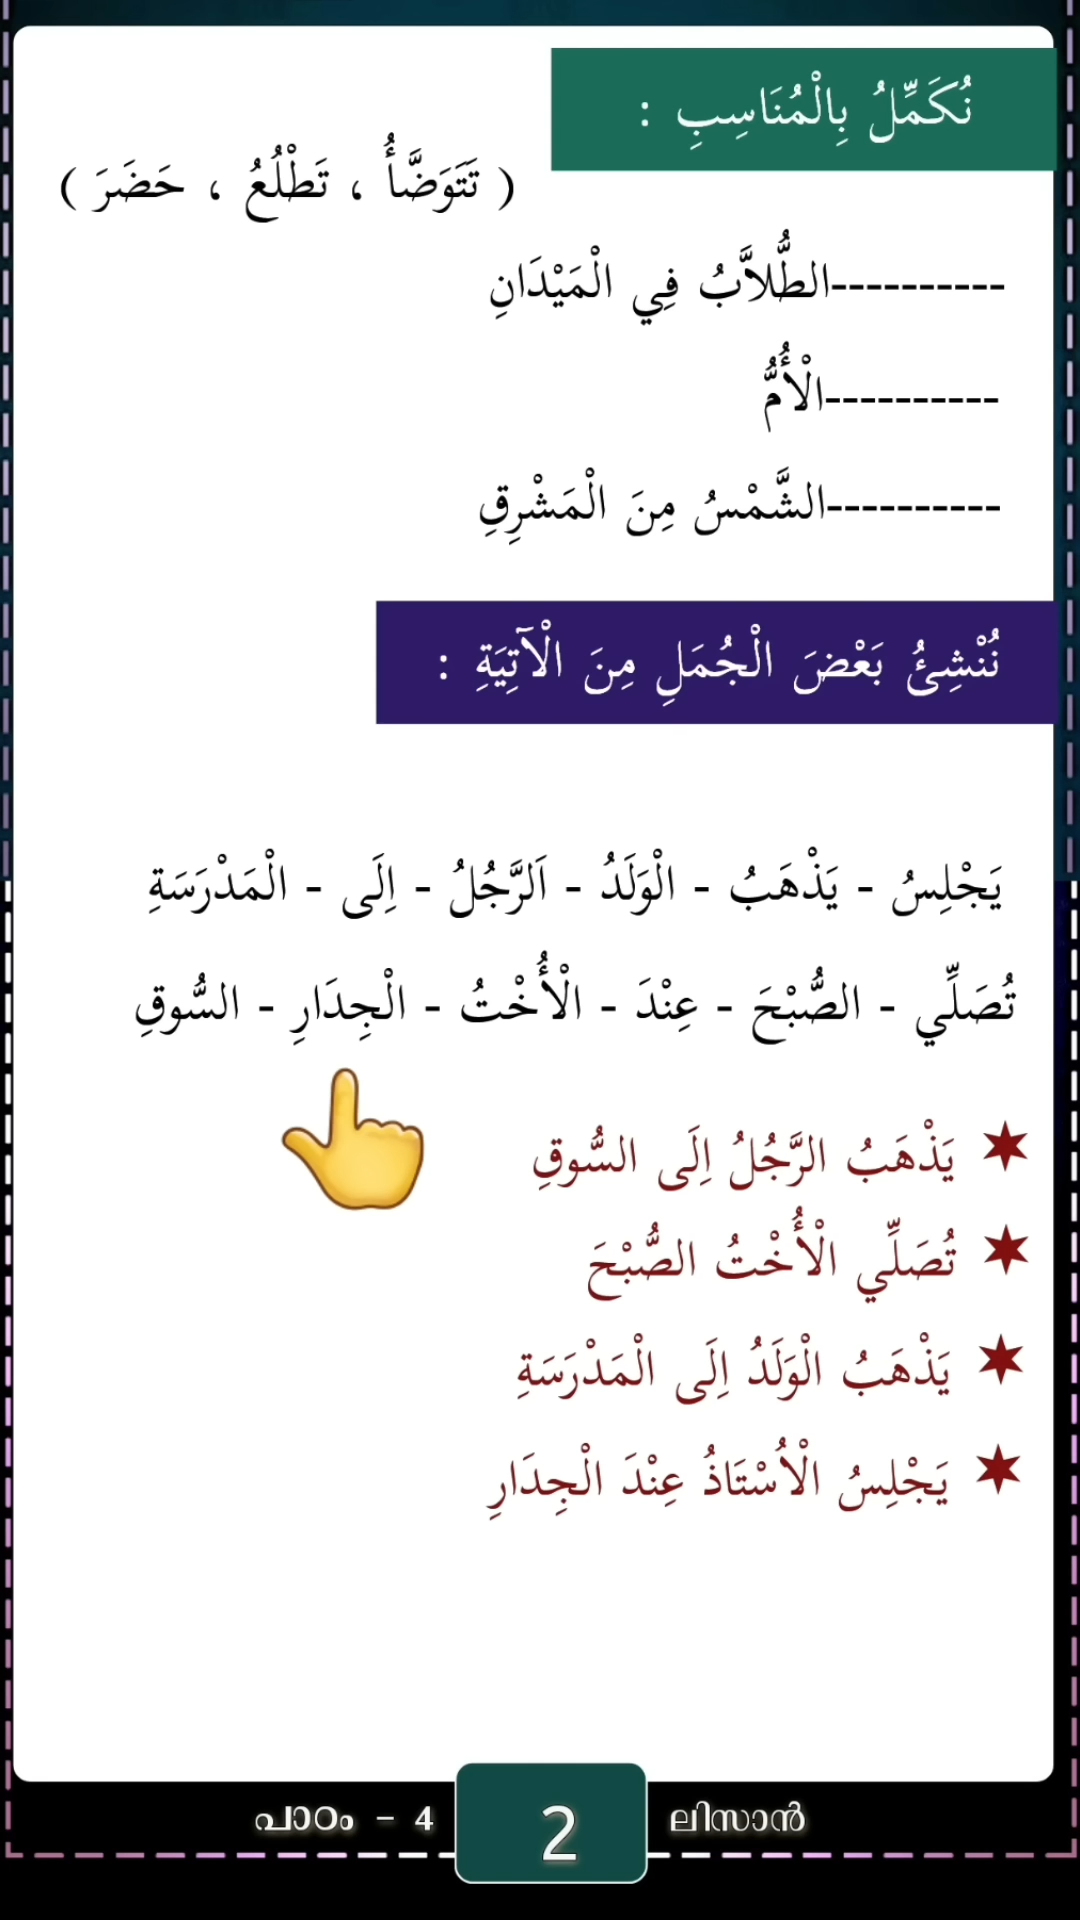 نُكَمِّلُ بِالْمُنَاسِبِ :
( تَتَوَضَّأُ ، تَطْلُعُ ، حَضَرَ )
----------الطُّلاَّبُ فِي الْمَيْدَانِ
----------الْأُمُّ
----------الشَّمْسُ مِنَ الْمَشْرِقِ
نُنْشِئُ بَعْضَ الْجُمَلِ مِنَ الْآتِيَةِ :
يَجْلِسُ - يَذْهَبُ - الْوَلَدُ - اَلرَّجُلُ - اِلَى - الْمَدْرَسَةِ
تُصَلِّي - الصُّبْحَ - عِنْدَ - الْأُخْتُ - الْجِدَارِ - السُّوقِ
يَذْهَبُ الرَّجُلُ اِلَى السُّوقِ
تُصَلِّي الْأُخْتُ الصُّبْحَ
يَذْهَبُ الْوَلَدُ اِلَى الْمَدْرَسَةِ
يَجْلِسُ الْاُسْتَاذُ عِنْدَ الْجِدَارِ
പാഠം - 4 2 ലിസാൻ